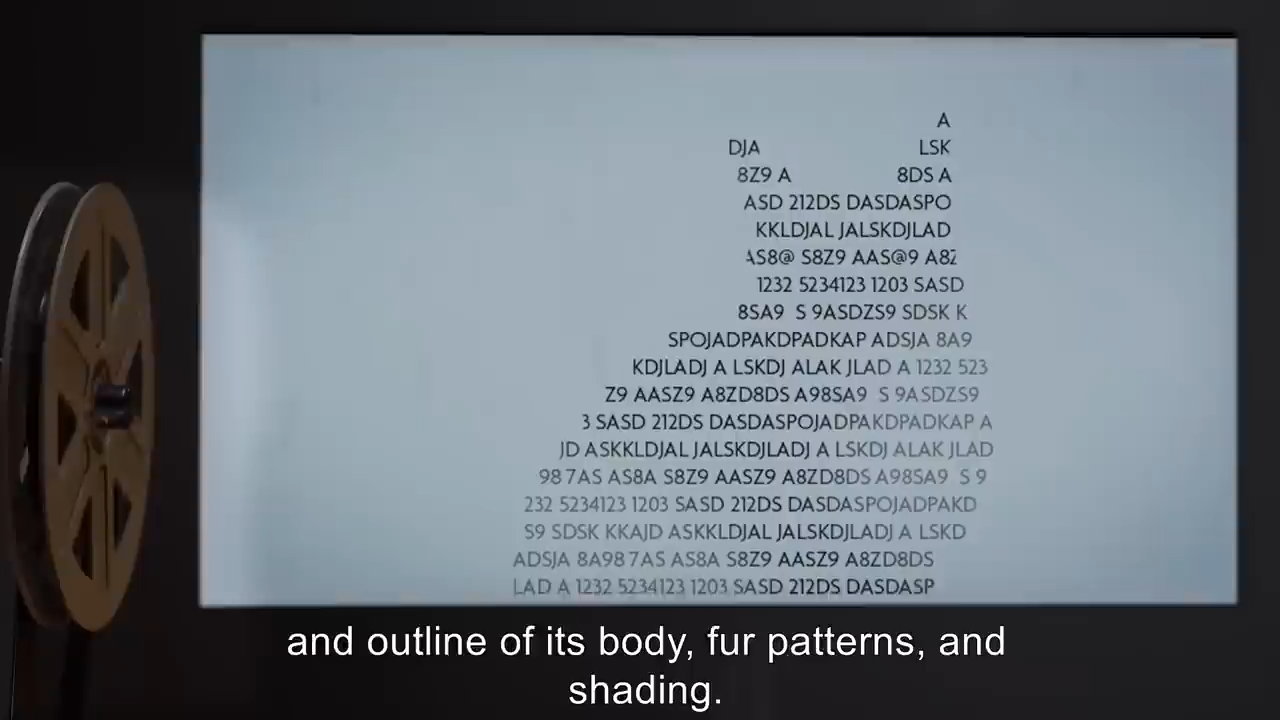 A
DJA LSK
8Z9 A 8DS A
ASD 212DS DASDASPO
KKLDJAL JALSKDJLAD
AS8@ S8Z9 AAS@9 A8Z
1232 5234123 1203 SASD
8SA9 S 9ASDZS9 SDSK K
SPOJADPAKDPADKAP ADSJA 8A9
KDJLADJ A LSKDJ ALAK JLAD A 1232 523
Z9 AASZ9 A8ZD8DS A98SA9 S 9ASDZS9
3 SASD 212DS DASDASPOJADPAKDPADKAP A
JD ASKKLDJAL JALSKDJLADJ A LSKDJ ALAK JLAD
98 7AS AS8A S8Z9 AASZ9 A8ZD8DS A98SA9 S 9
232 5234123 1203 SASD 212DS DASDASPOJADPAKD
S9 SDSK KKAJD ASKKLDJAL JALSKDJLADJ A LSKD
ADSJA 8A98 7AS AS8A S8Z9 AASZ9 A8ZD8DS
LAD A 1232 5234123 1203 SASD 212DS DASDASP
and outline of its body, fur patterns, and
shading.